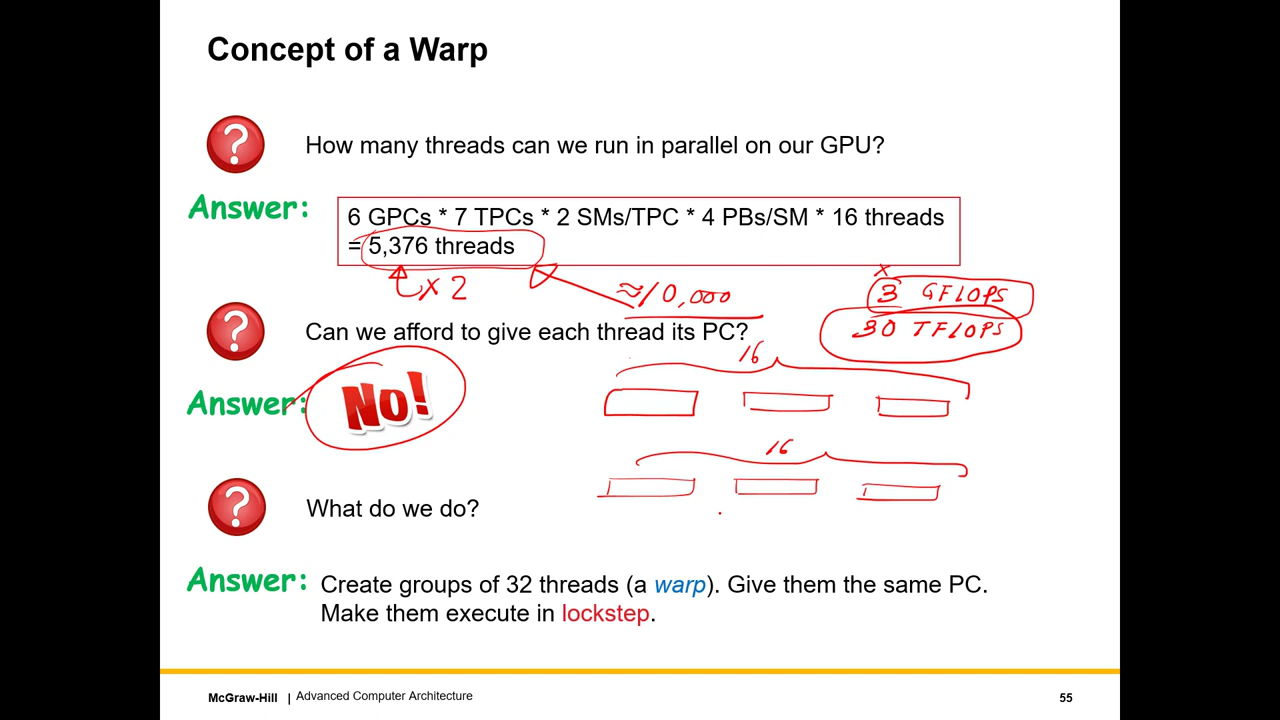 Concept of a Warp
How many threads can we run in parallel on our GPU?
Answer:
6 GPCs * 7 TPCs * 2 SMs/TPC * 4 PBs/SM * 16 threads
= 5,376 threads
x 2
≈10,000
x
3 GFLOPS
30 TFLOPS
Can we afford to give each thread its PC?
16
Answer:
No!
16
What do we do?
Answer:
Create groups of 32 threads (a warp). Give them the same PC.
Make them execute in lockstep.
McGraw-Hill | Advanced Computer Architecture
55